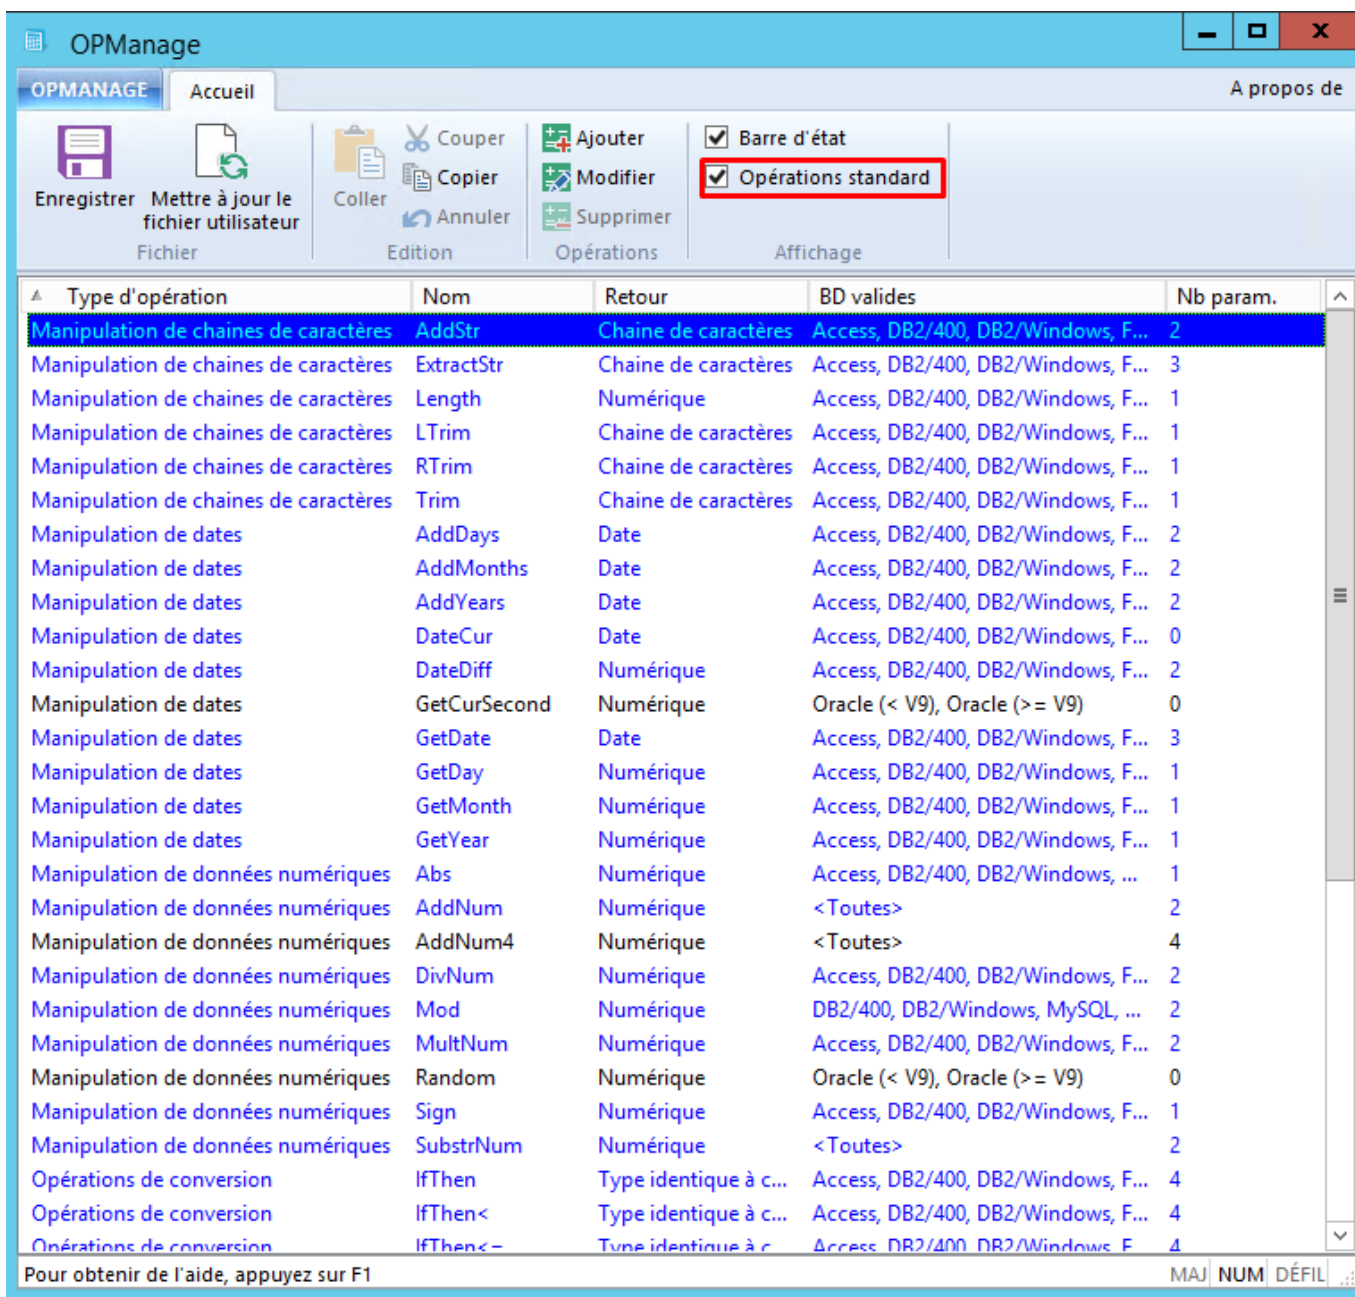 OPManage
OPMANAGE Accueil A propos de
Couper Ajouter Barre d'état
Copier Modifier Opérations standard
Enregistrer Mettre à jour le fichier utilisateur Coller Annuler Supprimer
Fichier Edition Opérations Affichage
Type d'opération Nom Retour BD valides Nb param.
Manipulation de chaines de caractères AddStr Chaine de caractères Access, DB2/400, DB2/Windows, F... 2
Manipulation de chaines de caractères ExtractStr Chaine de caractères Access, DB2/400, DB2/Windows, F... 3
Manipulation de chaines de caractères Length Numérique Access, DB2/400, DB2/Windows, F... 1
Manipulation de chaines de caractères LTrim Chaine de caractères Access, DB2/400, DB2/Windows, F... 1
Manipulation de chaines de caractères RTrim Chaine de caractères Access, DB2/400, DB2/Windows, F... 1
Manipulation de chaines de caractères Trim Chaine de caractères Access, DB2/400, DB2/Windows, F... 1
Manipulation de dates AddDays Date Access, DB2/400, DB2/Windows, F... 2
Manipulation de dates AddMonths Date Access, DB2/400, DB2/Windows, F... 2
Manipulation de dates AddYears Date Access, DB2/400, DB2/Windows, F... 2
Manipulation de dates DateCur Date Access, DB2/400, DB2/Windows, F... 0
Manipulation de dates DateDiff Numérique Access, DB2/400, DB2/Windows, F... 2
Manipulation de dates GetCurSecond Numérique Oracle (< V9), Oracle (>= V9) 0
Manipulation de dates GetDate Date Access, DB2/400, DB2/Windows, F... 3
Manipulation de dates GetDay Numérique Access, DB2/400, DB2/Windows, F... 1
Manipulation de dates GetMonth Numérique Access, DB2/400, DB2/Windows, F... 1
Manipulation de dates GetYear Numérique Access, DB2/400, DB2/Windows, F... 1
Manipulation de données numériques Abs Numérique Access, DB2/400, DB2/Windows, ... 1
Manipulation de données numériques AddNum Numérique <Toutes> 2
Manipulation de données numériques AddNum4 Numérique <Toutes> 4
Manipulation de données numériques DivNum Numérique Access, DB2/400, DB2/Windows, F... 2
Manipulation de données numériques Mod Numérique DB2/400, DB2/Windows, MySQL, ... 2
Manipulation de données numériques MultNum Numérique Access, DB2/400, DB2/Windows, F... 2
Manipulation de données numériques Random Numérique Oracle (< V9), Oracle (>= V9) 0
Manipulation de données numériques Sign Numérique Access, DB2/400, DB2/Windows, F... 1
Manipulation de données numériques SubstrNum Numérique <Toutes> 2
Opérations de conversion IfThen Type identique à c... Access, DB2/400, DB2/Windows, F... 4
Opérations de conversion IfThen< Type identique à c... Access, DB2/400, DB2/Windows, F... 4
Opérations de conversion IfThen<= Type identique à c... Access, DB2/400, DB2/Windows, F... 4
Pour obtenir de l'aide, appuyez sur F1 MAJ NUM DÉFIL